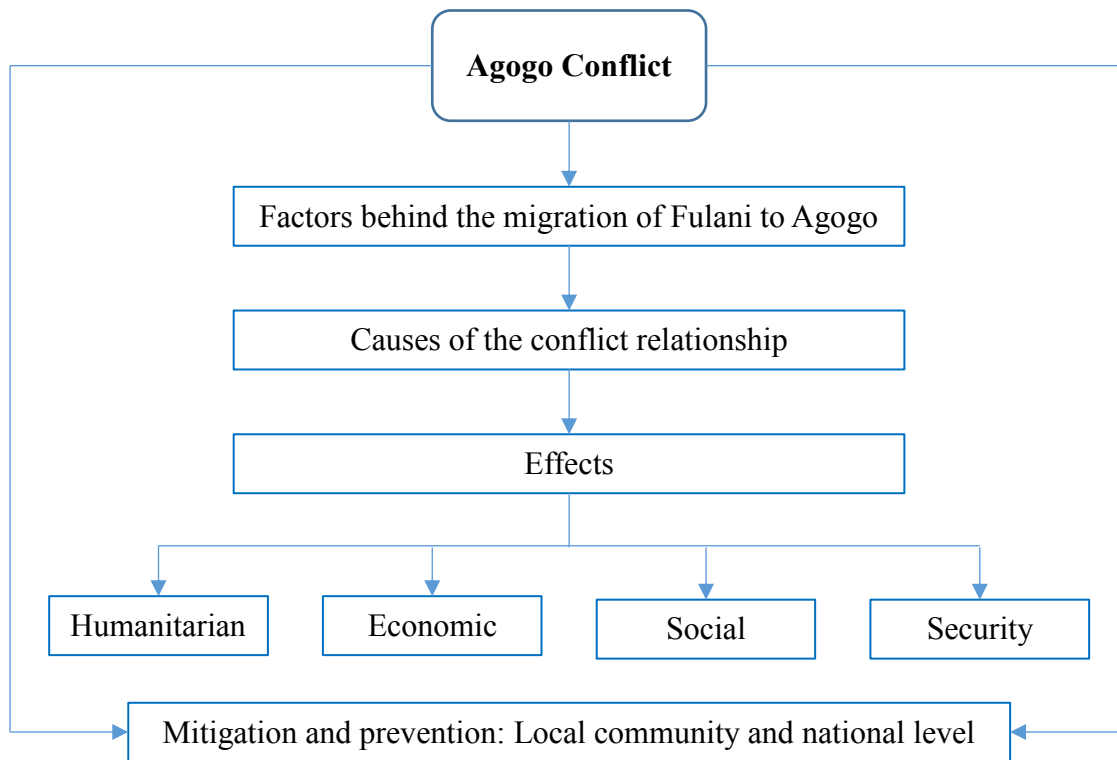 Agogo Conflict
Factors behind the migration of Fulani to Agogo
Causes of the conflict relationship
Effects
Humanitarian
Economic
Social
Security
Mitigation and prevention: Local community and national level